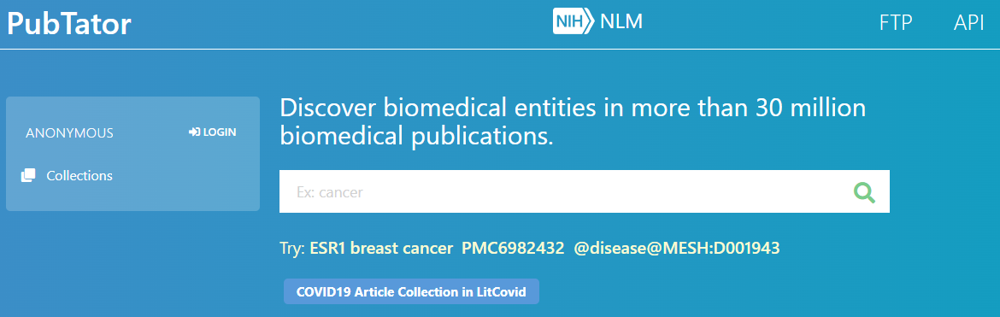 PubTator
NIH NLM
FTP
API
ANONYMOUS
LOGIN
Collections
Discover biomedical entities in more than 30 million
biomedical publications.
Ex: cancer
Try: ESR1 breast cancer PMC6982432 @disease@MESH:D001943
COVID19 Article Collection in LitCovid